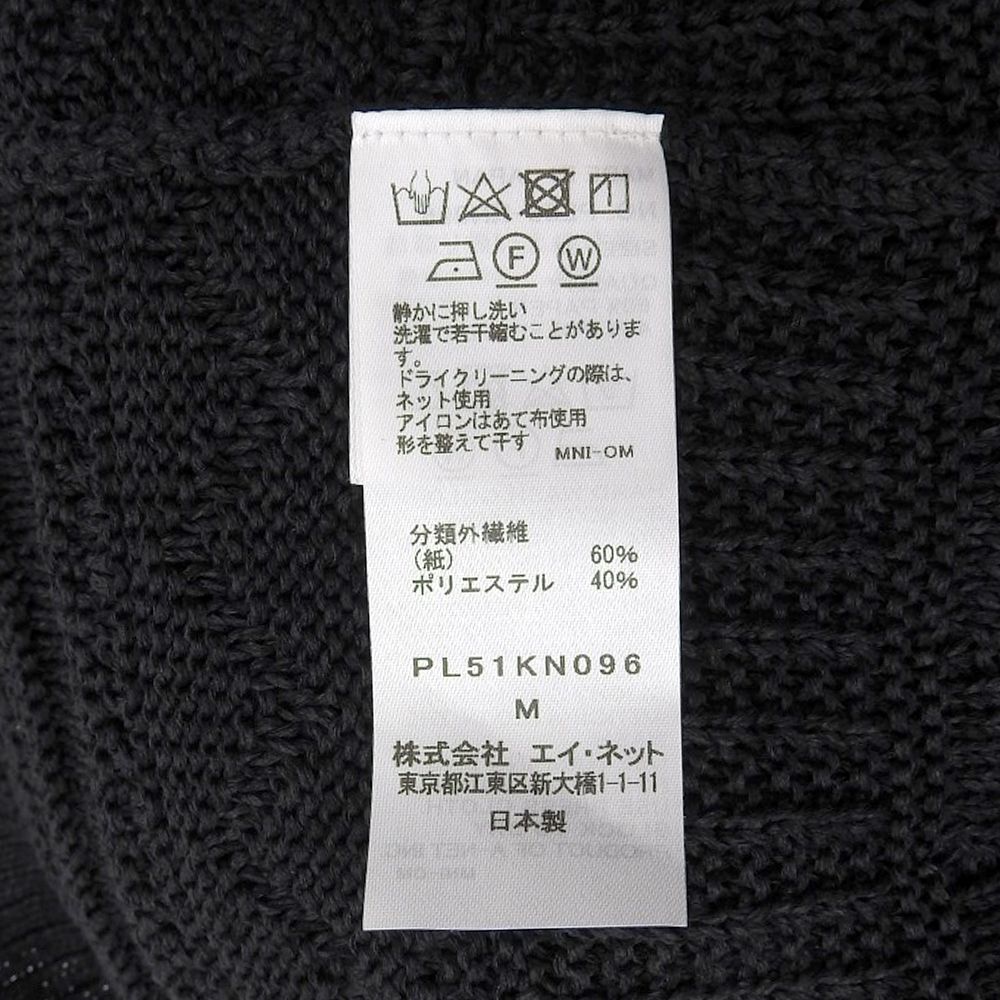 F W
静かに押し洗い
洗濯で若干縮むことがありま
す。
ドライクリーニングの際は、
ネット使用
アイロンはあて布使用
形を整えて干す MNI-OM
分類外繊維
(紙) 60%
ポリエステル 40%
PL51KN096
M
株式会社 エイ・ネット
東京都江東区新大橋1-1-11
日本製